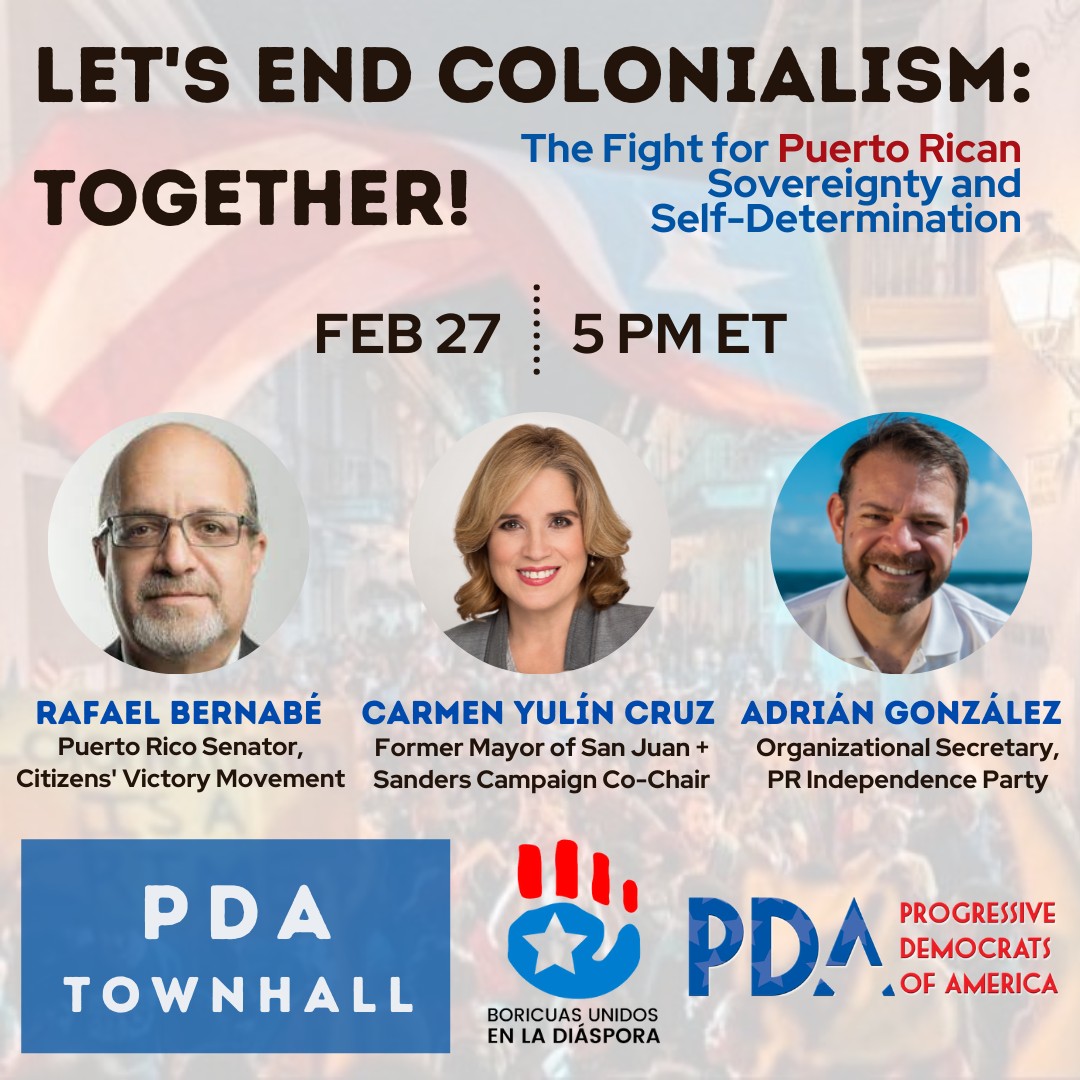 LET'S END COLONIALISM:
TOGETHER!
The Fight for Puerto Rican
Sovereignty and
Self-Determination
FEB 27
5 PM ET
RAFAEL BERNABÉ
Puerto Rico Senator,
Citizens' Victory Movement
CARMEN YULÍN CRUZ
Former Mayor of San Juan +
Sanders Campaign Co-Chair
ADRIÁN GONZÁLEZ
Organizational Secretary,
PR Independence Party
PDA
TOWNHALL
BORICUAS UNIDOS
EN LA DIÁSPORA
PDA
PROGRESSIVE
DEMOCRATS
OF AMERICA